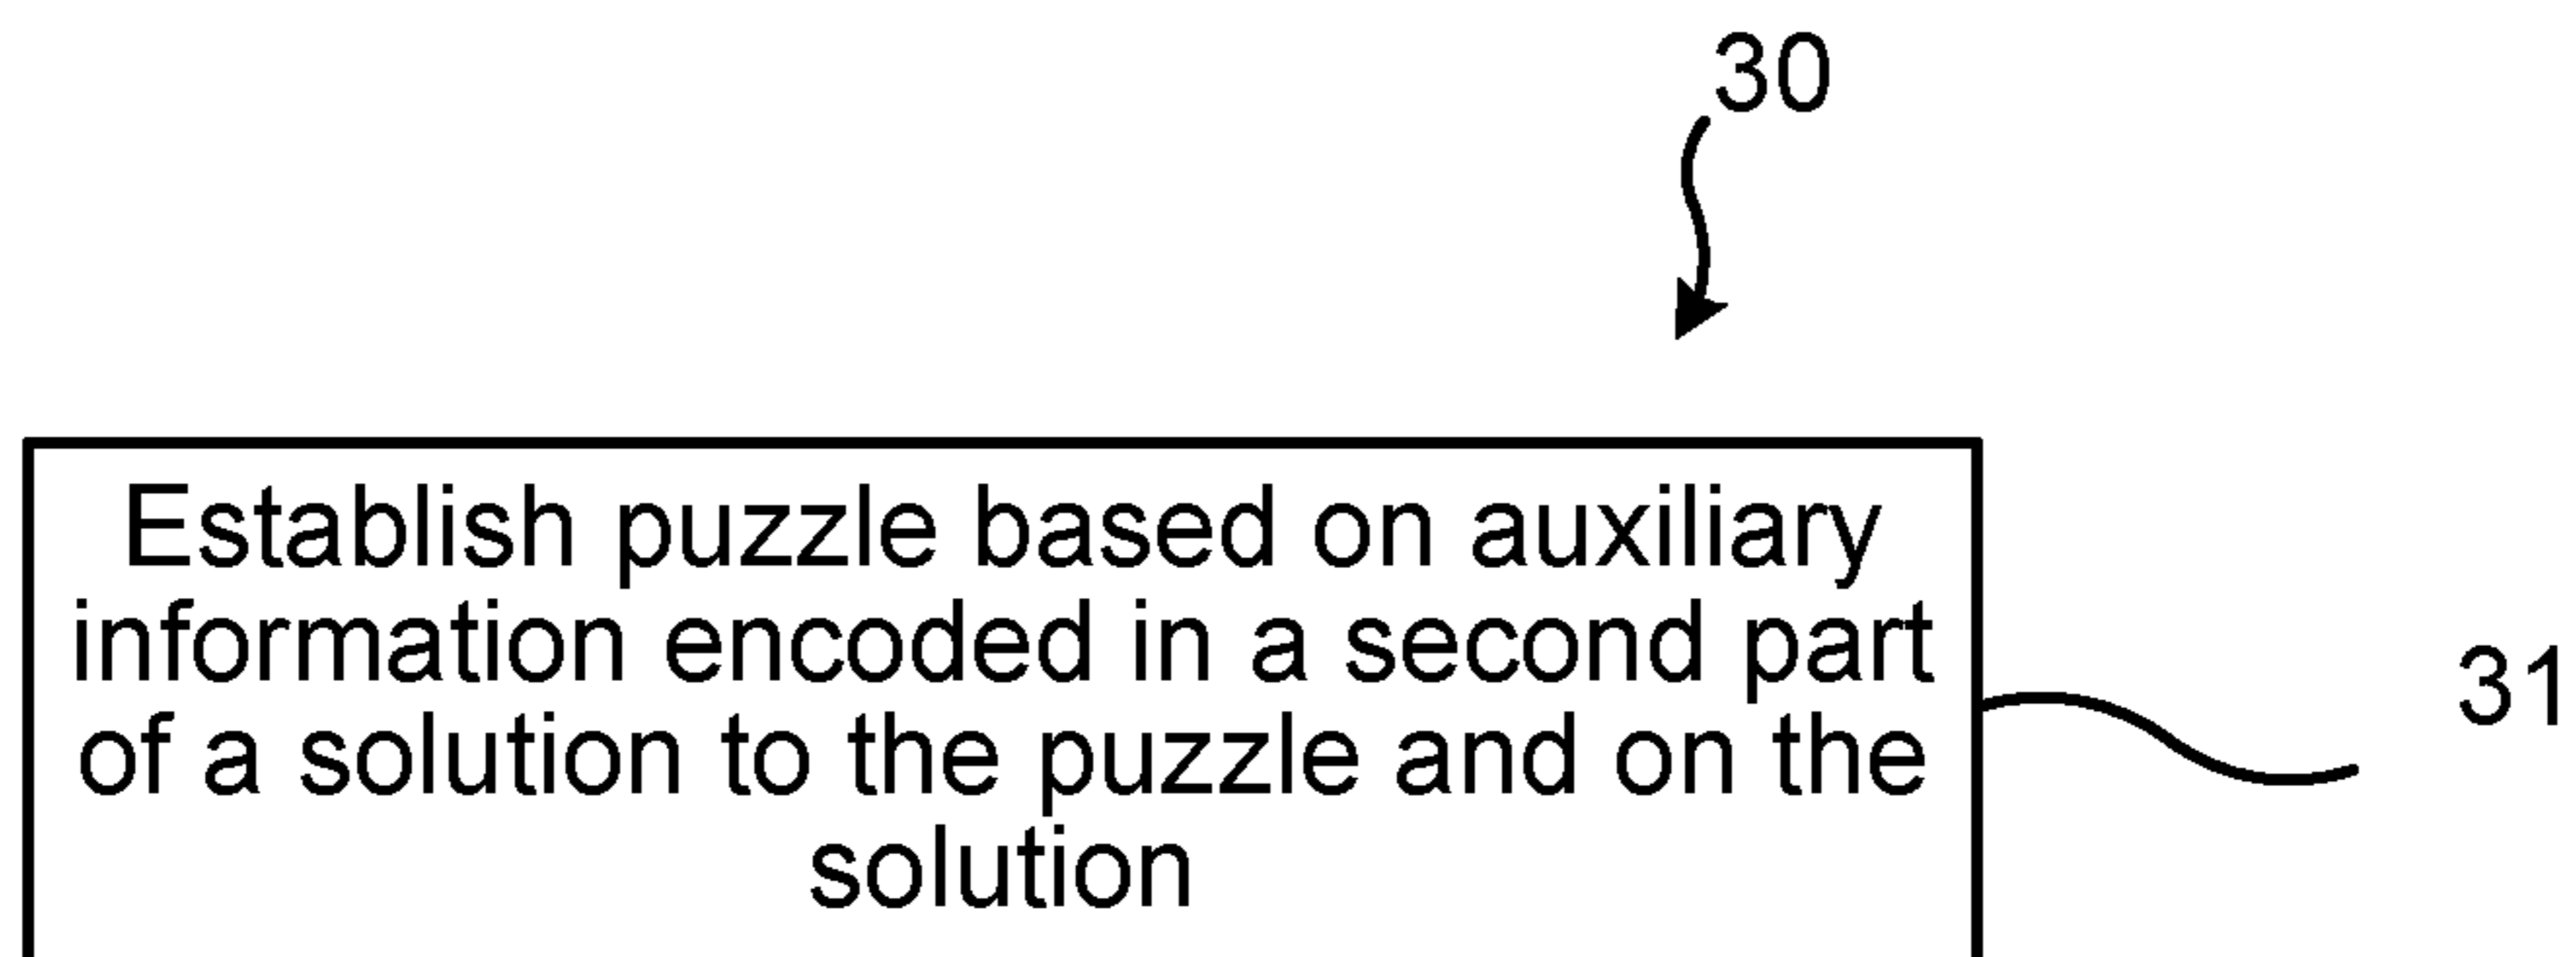 30
Establish puzzle based on auxiliary
information encoded in a second part
of a solution to the puzzle and on the
solution
31